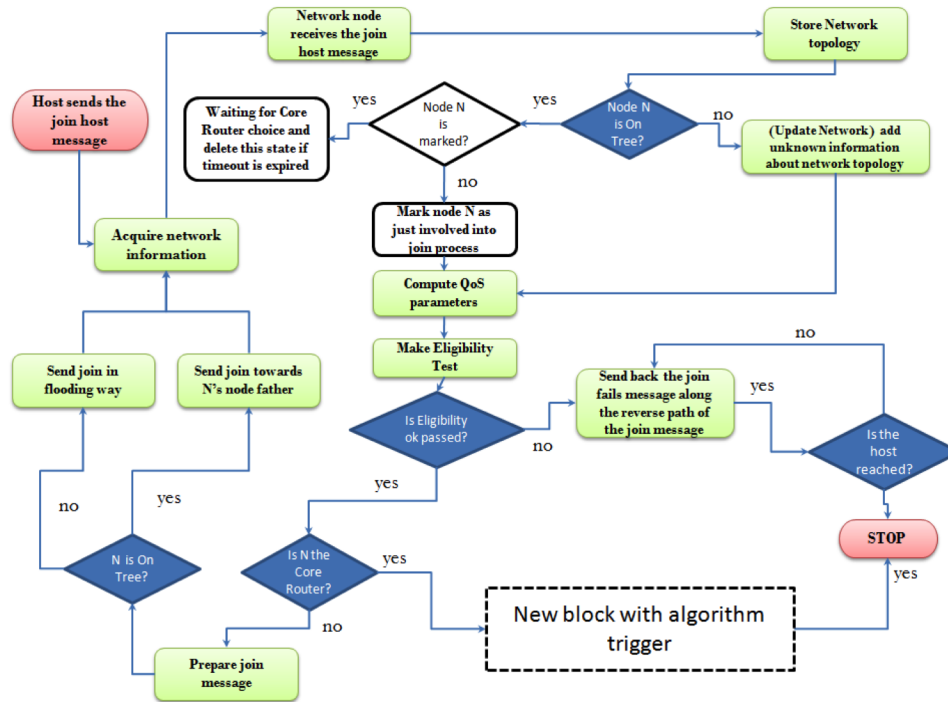 Network node
receives the join
host message
Store Network
topology
Host sends the
join host
message
Waiting for Core
Router choice and
delete this state if
timeout is expired
yes
Node N
is
marked?
yes
Node N
is On
Tree?
no
(Update Network) add
unknown information
about network topology
no
Mark node N as
just involved into
join process
Acquire network
information
Compute QoS
parameters
Make Eligibility
Test
no
Send join in
flooding way
Send join towards
N's node father
Send back the join
fails message along
the reverse path of
the join message
yes
Is Eligibility
ok passed?
no
Is the
host
reached?
yes
no
yes
N is On
Tree?
Is N the
Core
Router?
yes
STOP
yes
New block with algorithm
trigger
no
Prepare join
message